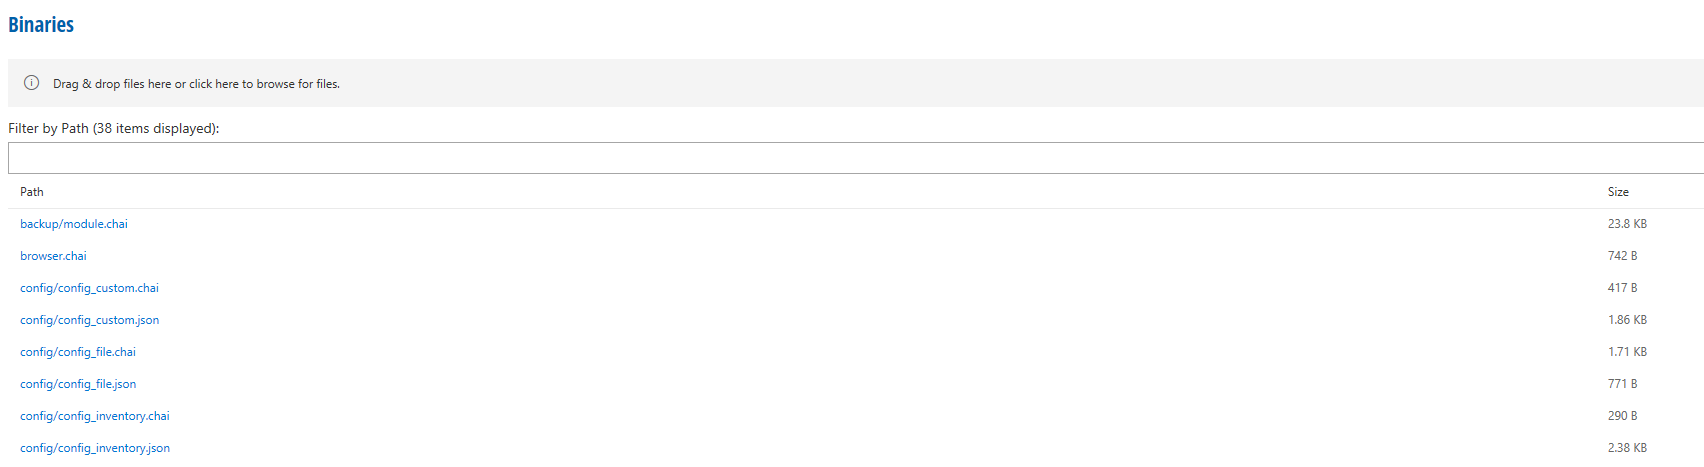 Binaries
Drag & drop files here or click here to browse for files.
Filter by Path (38 items displayed):
Path Size
backup/module.chai 23.8 KB
browser.chai 742 B
config/config_custom.chai 417 B
config/config_custom.json 1.86 KB
config/config_file.chai 1.71 KB
config/config_file.json 771 B
config/config_inventory.chai 290 B
config/config_inventory.json 2.38 KB